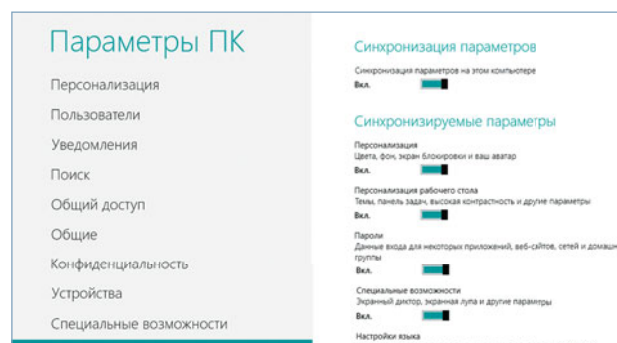 Параметры ПК
Персонализация
Пользователи
Уведомления
Поиск
Общий доступ
Общие
Конфиденциальность
Устройства
Специальные возможности
Синхронизация параметров
Синхронизация параметров на этом компьютере
Вкл.
Синхронизируемые параметры
Персонализация
Цвета, фон, экран блокировки и ваш аватар
Вкл.
Персонализация рабочего стола
Темы, панель задач, высокая контрастность и другие параметры
Вкл.
Пароли
Данные входа для некоторых приложений, веб-сайтов, сетей и домашн
группы
Вкл.
Специальные возможности
Экранный диктор, экранная лупа и другие параметры
Вкл.
Настройки языка